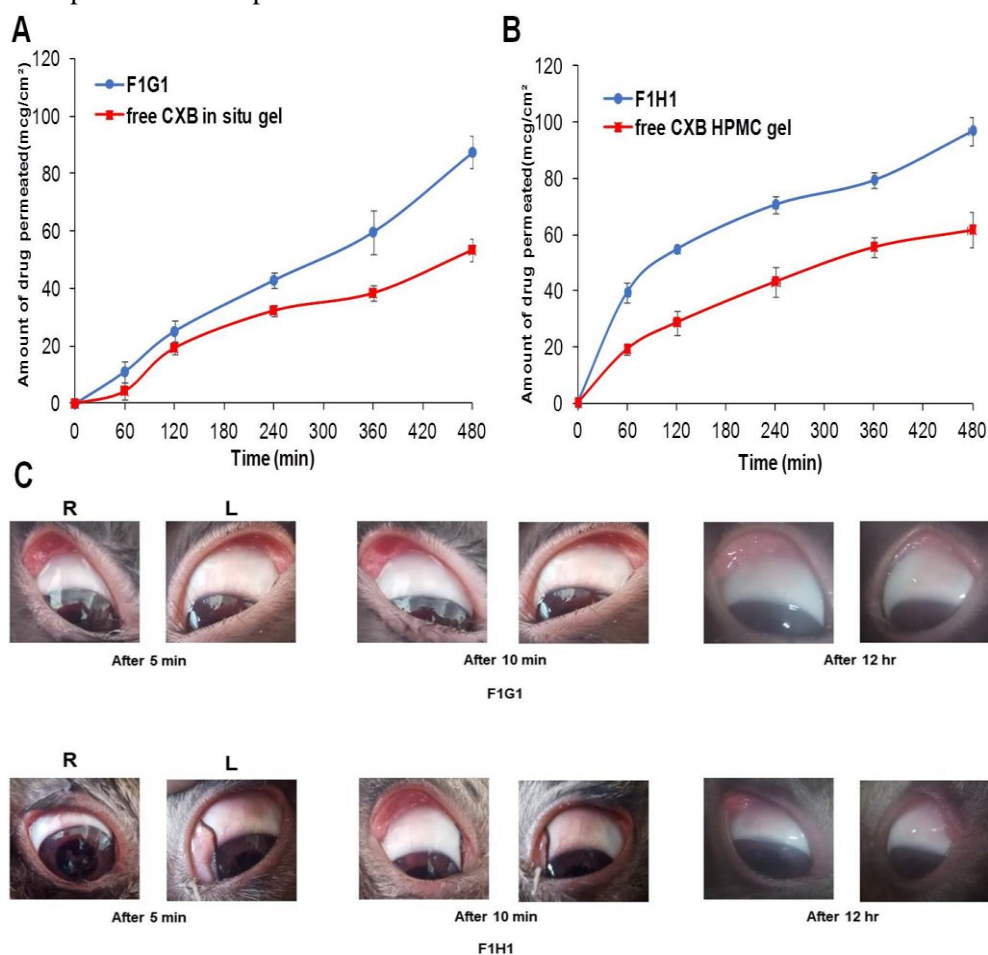 A
120
100
80
60
40
20
0
Amount of drug permeated(mcg/cm²)
F1G1
free CXB in situ gel
0 60 120 180 240 300 360 420 480
Time (min)
B
120
100
80
60
40
20
0
Amount of drug permeated(mcg/cm²
F1H1
free CXB HPMC gel
0 60 120 180 240 300 360 420 480
Time (min)
C
R L
After 5 min After 10 min After 12 hr
F1G1
R L
After 5 min After 10 min After 12 hr
F1H1